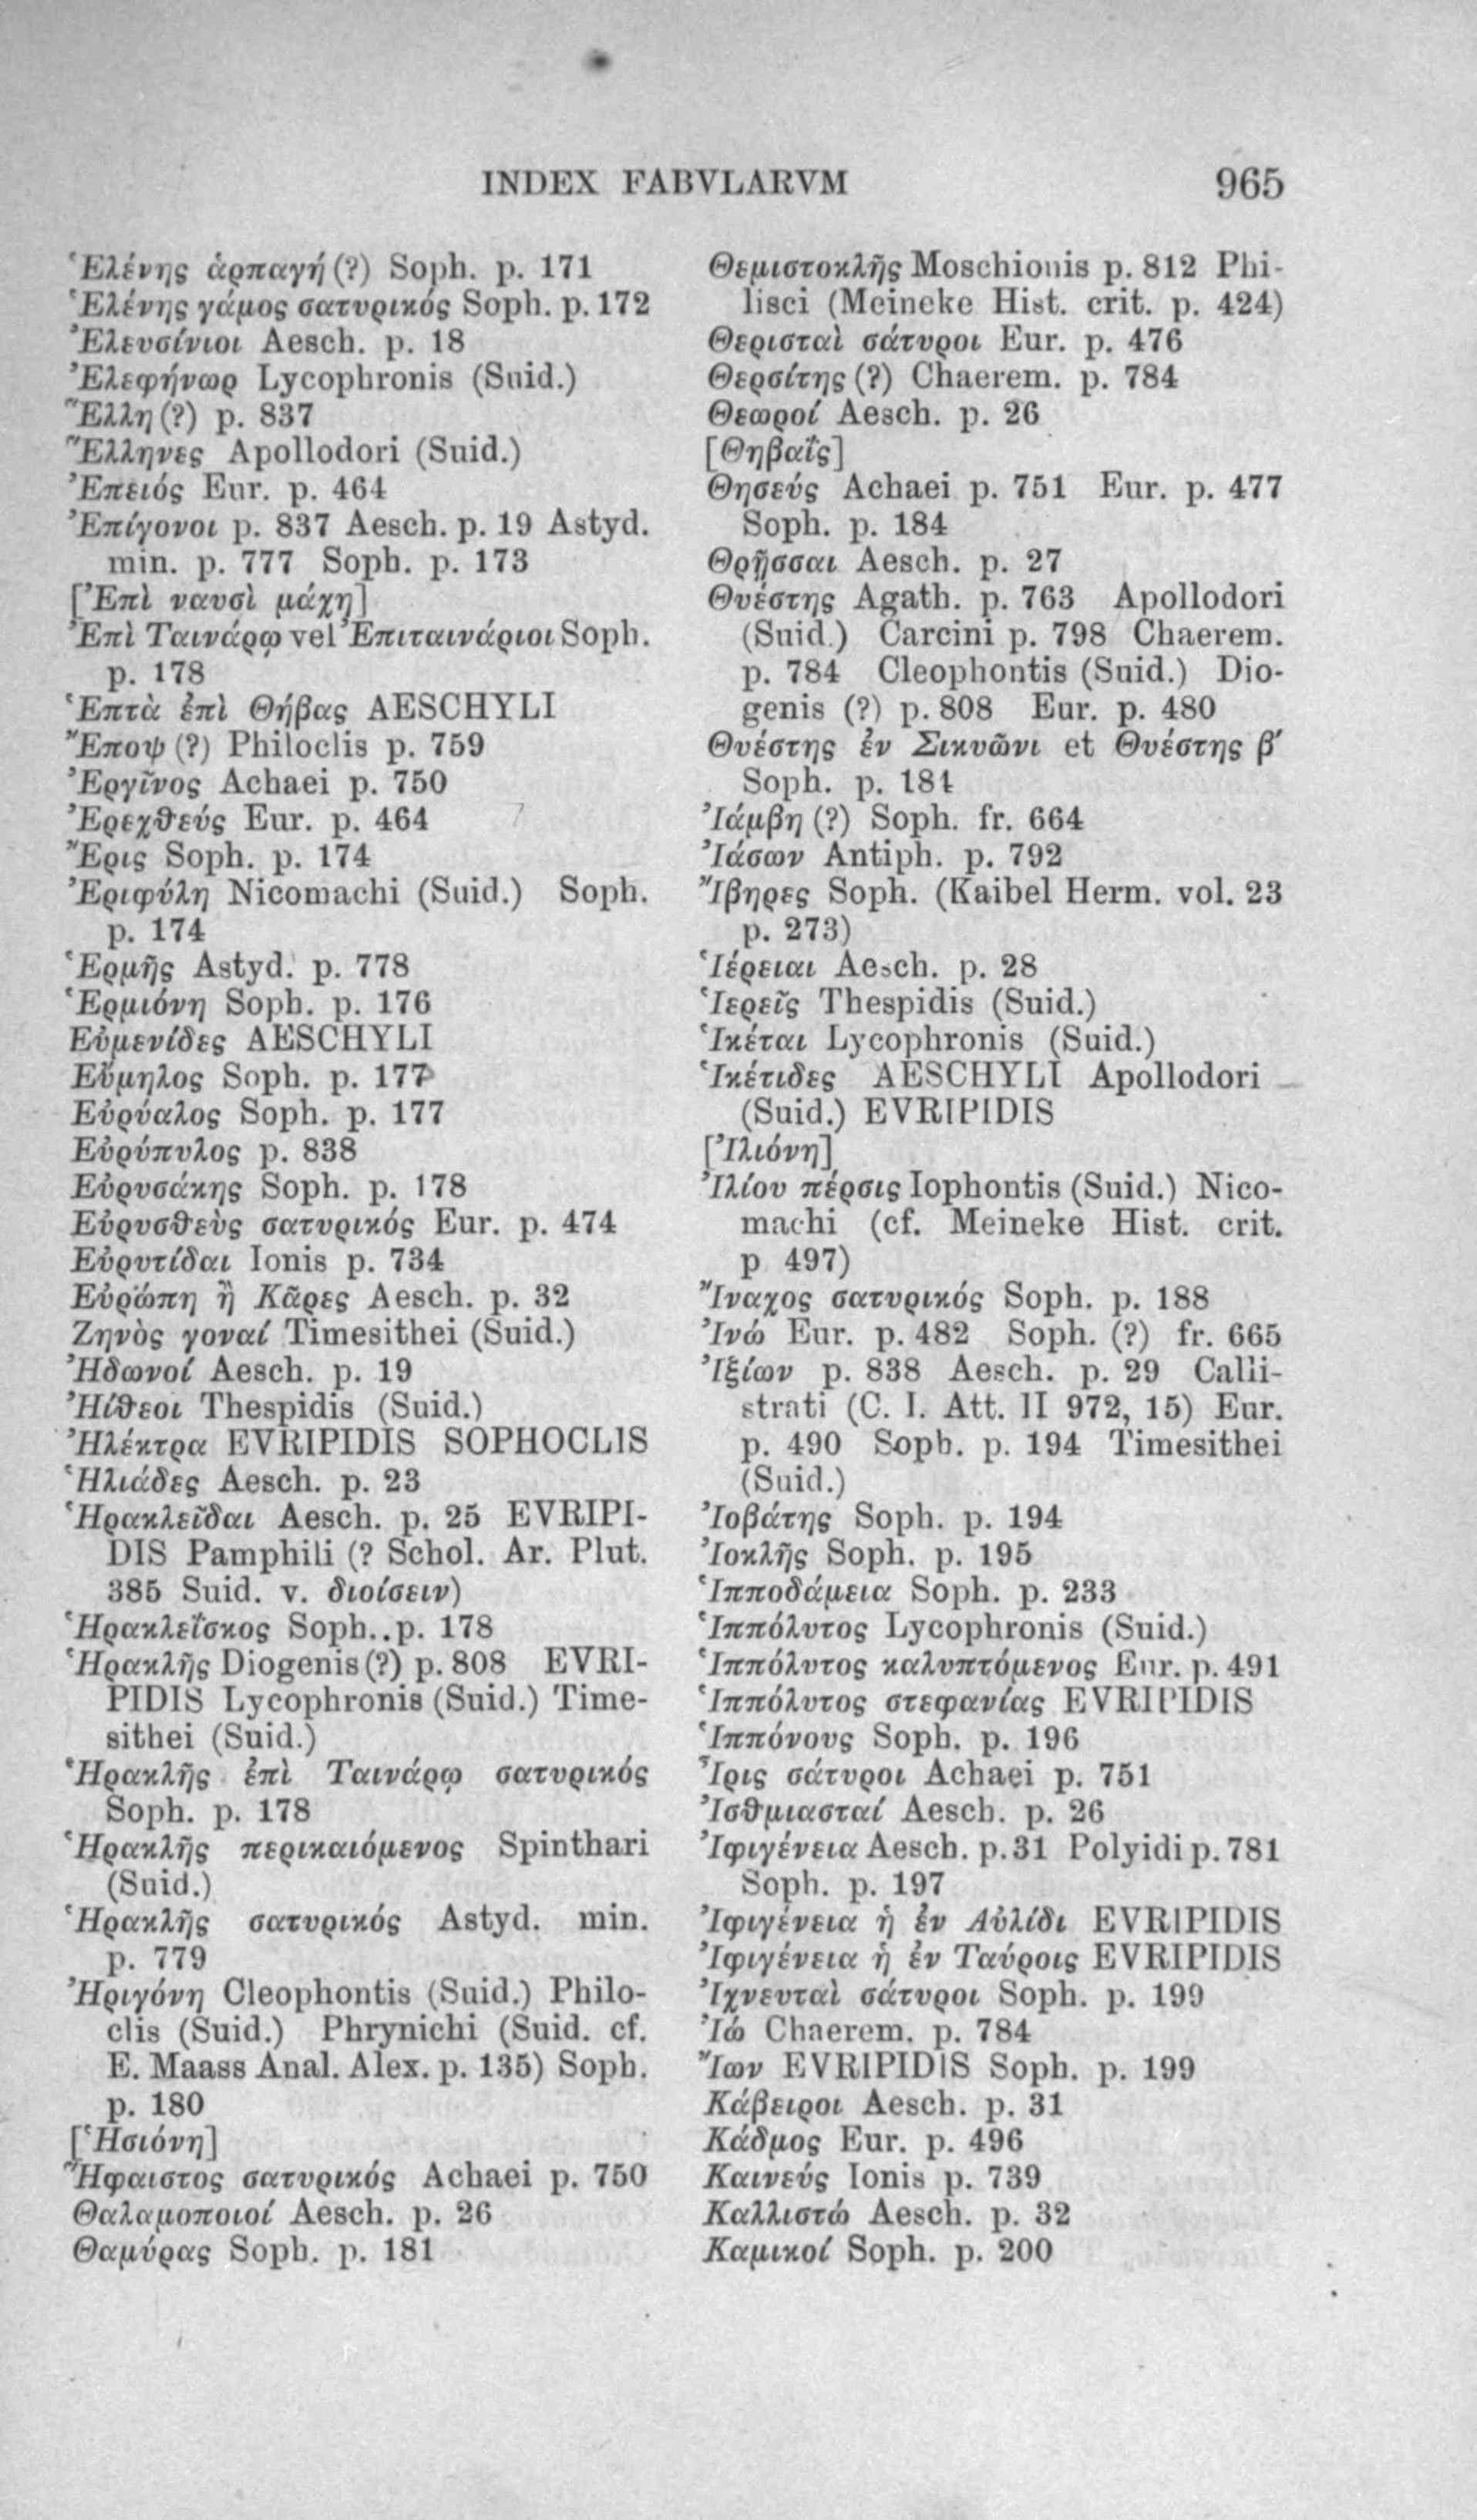 INDEX FABVLARVM 965
Ἑλένης ἁρπαγή (?) Soph. p. 171
Ἑλένης γάμος σατυρικός Soph. p. 172
Ἐλευσίνιοι Aesch. p. 18
Ἐλεφήνωρ Lycophronis (Suid.)
Ἕλλη (?) p. 837
Ἕλληνες Apollodori (Suid.)
Ἐπειός Eur. p. 464
Ἐπίγονοι p. 837 Aesch. p. 19 Astyd.
min. p. 777 Soph. p. 173
[Ἐπὶ ναυσὶ μάχη]
Ἐπὶ Ταινάρῳ vel Ἐπιταινάριοι Soph.
p. 178
Ἑπτὰ ἐπὶ Θήβας AESCHYLI
Ἔποψ (?) Philoclis p. 759
Ἐργῖνος Achaei p. 750
Ἐρεχθεύς Eur. p. 464
Ἔρις Soph. p. 174
Ἐριφύλη Nicomachi (Suid.) Soph.
p. 174
Ἑρμῆς Astyd. p. 778
Ἑρμιόνη Soph. p. 176
Εὐμενίδες AESCHYLI
Εὔμηλος Soph. p. 177
Εὐρύαλος Soph. p. 177
Εὐρύπυλος p. 838
Εὐρυσάκης Soph. p. 178
Εὐρυσθεὺς σατυρικός Eur. p. 474
Εὐρυτίδαι Ionis p. 734
Εὐρώπη ἢ Κᾶρες Aesch. p. 32
Ζηνὸς γοναί Timesithei (Suid.)
Ἠδωνοί Aesch. p. 19
Ἠίθεοι Thespidis (Suid.)
Ἠλέκτρα EVRIPIDIS SOPHOCLIS
Ἡλιάδες Aesch. p. 23
Ἡρακλεῖδαι Aesch. p. 25 EVRIPI-
DIS Pamphili (? Schol. Ar. Plut.
385 Suid. v. διοίσειν)
Ἡρακλεΐσκος Soph.. p. 178
Ἡρακλῆς Diogenis (?) p. 808 EVRI-
PIDIS Lycophronis (Suid.) Time-
sithei (Suid.)
Ἡρακλῆς ἐπὶ Ταινάρῳ σατυρικός
Soph. p. 178
Ἡρακλῆς περικαιόμενος Spinthari
(Suid.)
Ἡρακλῆς σατυρικός Astyd. min.
p. 779
Ἠριγόνη Cleophontis (Suid.) Philo-
clis (Suid.) Phrynichi (Suid. cf.
E. Maass Anal. Alex. p. 135) Soph.
p. 180
[Ἡσιόνη]
Ἥφαιστος σατυρικός Achaei p. 750
Θαλαμοποιοί Aesch. p. 26
Θαμύρας Soph. p. 181
Θεμιστοκλῆς Moschionis p. 812 Phi-
lisci (Meineke Hist. crit. p. 424)
Θερισταὶ σάτυροι Eur. p. 476
Θερσίτης (?) Chaerem. p. 784
Θεωροί Aesch. p. 26
[Θηβαΐς]
Θησεύς Achaei p. 751 Eur. p. 477
Soph. p. 184
Θρῇσσαι Aesch. p. 27
Θυέστης Agath. p. 763 Apollodori
(Suid.) Carcini p. 798 Chaerem.
p. 784 Cleophontis (Suid.) Dio-
genis (?) p. 808 Eur. p. 480
Θυέστης ἐν Σικυῶνι et Θυέστης β′
Soph. p. 184
Ἰάμβη (?) Soph. fr. 664
Ἰάσων Antiph. p. 792
Ἴβηρες Soph. (Kaibel Herm. vol. 23
p. 273)
Ἱέρειαι Aesch. p. 28
Ἱερεῖς Thespidis (Suid.)
Ἱκέται Lycophronis (Suid.)
Ἱκέτιδες AESCHYLI Apollodori
(Suid.) EVRIPIDIS
[Ἰλιόνη]
Ἰλίου πέρσις Iophontis (Suid.) Nico-
machi (cf. Meineke Hist. crit.
p 497)
Ἴναχος σατυρικός Soph. p. 188
Ἰνώ Eur. p. 482 Soph. (?) fr. 665
Ἰξίων p. 838 Aesch. p. 29 Calli-
strati (C. I. Att. II 972, 15) Eur.
p. 490 Soph. p. 194 Timesithei
(Suid.)
Ἰοβάτης Soph. p. 194
Ἰοκλῆς Soph. p. 195
Ἱπποδάμεια Soph. p. 233
Ἱππόλυτος Lycophronis (Suid.)
Ἱππόλυτος καλυπτόμενος Eur. p. 491
Ἱππόλυτος στεφανίας EVRIPIDIS
Ἱππόνους Soph. p. 196
Ἶρις σάτυροι Achaei p. 751
Ἰσθμιασταί Aesch. p. 26
Ἰφιγένεια Aesch. p. 31 Polyidi p. 781
Soph. p. 197
Ἰφιγένεια ἡ ἐν Αὐλίδι EVRIPIDIS
Ἰφιγένεια ἡ ἐν Ταύροις EVRIPIDIS
Ἰχνευταὶ σάτυροι Soph. p. 199
Ἰώ Chaerem. p. 784
Ἴων EVRIPIDIS Soph. p. 199
Κάβειροι Aesch. p. 31
Κάδμος Eur. p. 496
Καινεύς Ionis p. 739
Καλλιστώ Aesch. p. 32
Καμικοί Soph. p. 200